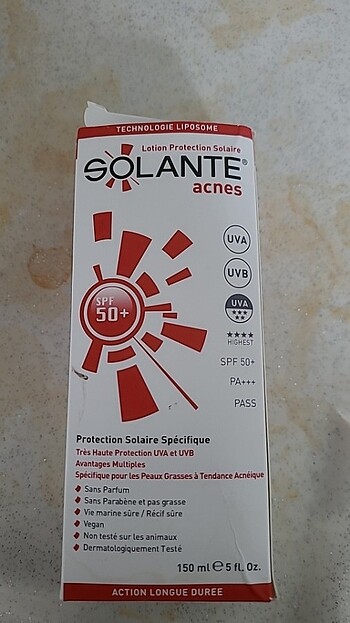 TECHNOLOGIE LIPOSOME
Lotion Protection Solaire
SOLANTE®
acnes
UVA
UVB
UVA
★★★
★★
★★★★
HIGHEST
SPF
50+
SPF 50+
PA+++
PASS
Protection Solaire Spécifique
Très Haute Protection UVA et UVB
Avantages Multiples
Spécifique pour les Peaux Grasses à Tendance Acnéique
Sans Parfum
Sans Parabène et pas grasse
Vie marine sûre / Récif sûre
Vegan
Non testé sur les animaux
Dermatologiquement Testé
150 ml ℮ 5 fl. Oz.
ACTION LONGUE DUREE